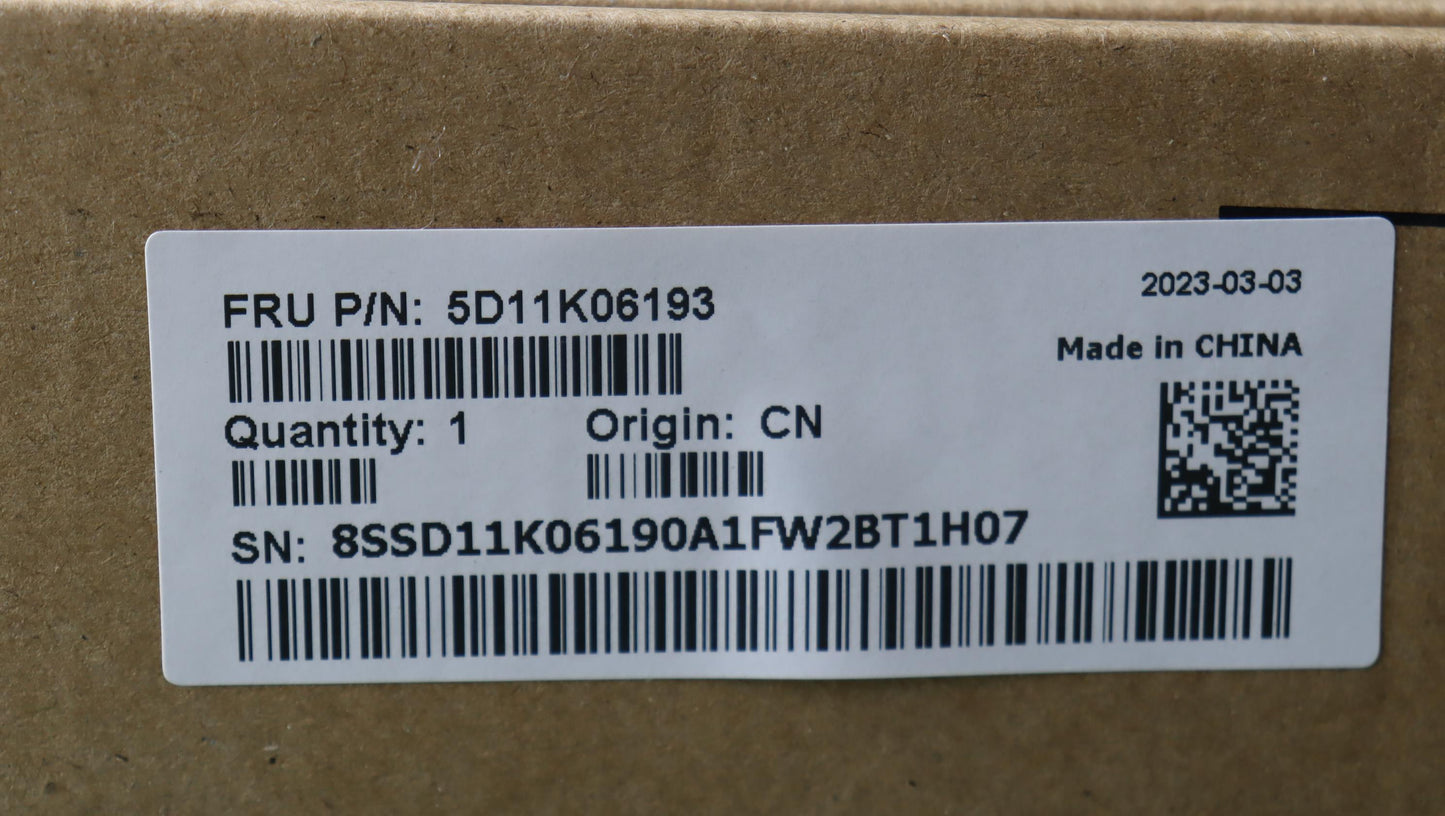 2023-03-03
FRU P/N: 5D11K06193
Made in CHINA
Quantity: 1 Origin: CN
SN: 8SSD11K06190A1FW2BT1H07